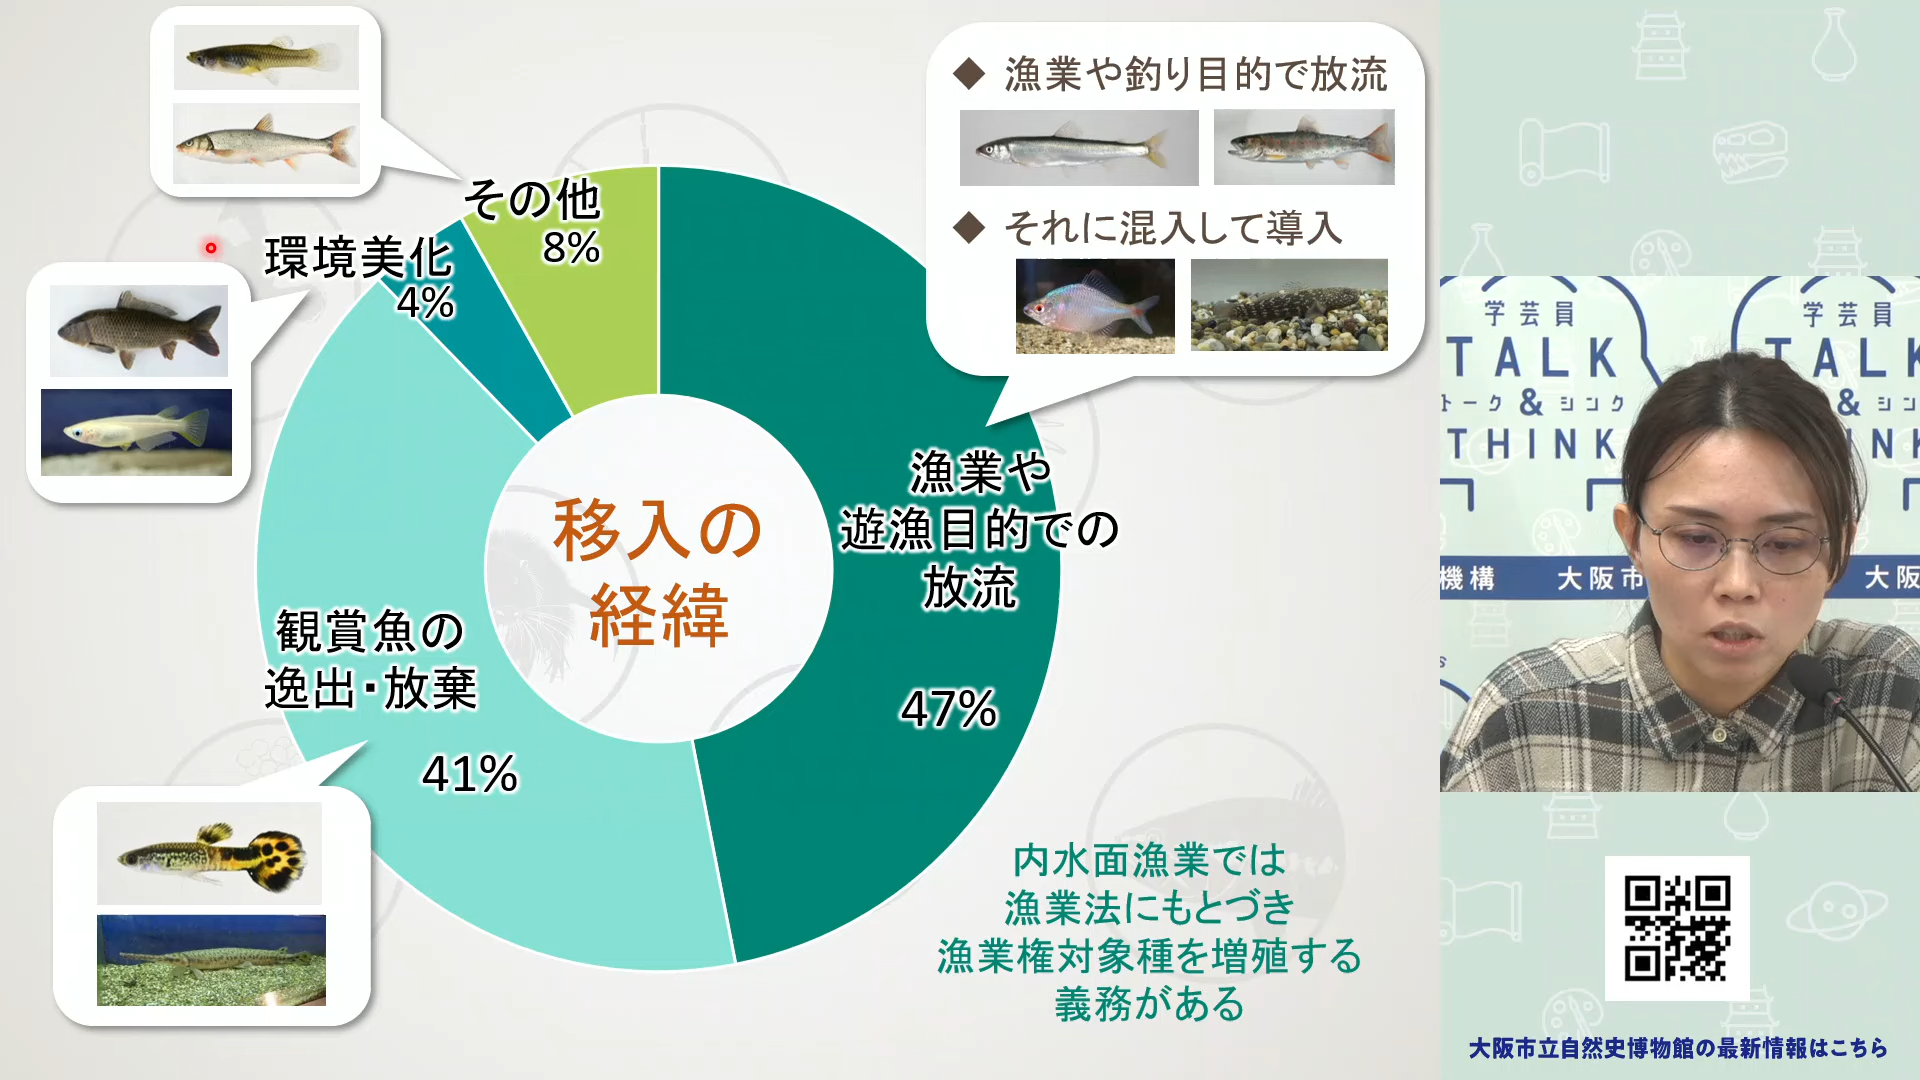 その他
8%
環境美化
4%
◆ 漁業や釣り目的で放流
◆ それに混入して導入
漁業や
遊漁目的での
放流
47%
移入の
経緯
観賞魚の
逸出・放棄
41%
内水面漁業では
漁業法にもとづき
漁業権対象種を増殖する
義務がある
学芸員
TALK
トーク & シンク
THINK
学芸員
TALK
& シン
INK
機構
大阪市
大阪
大阪市立自然史博物館の最新情報はこちら